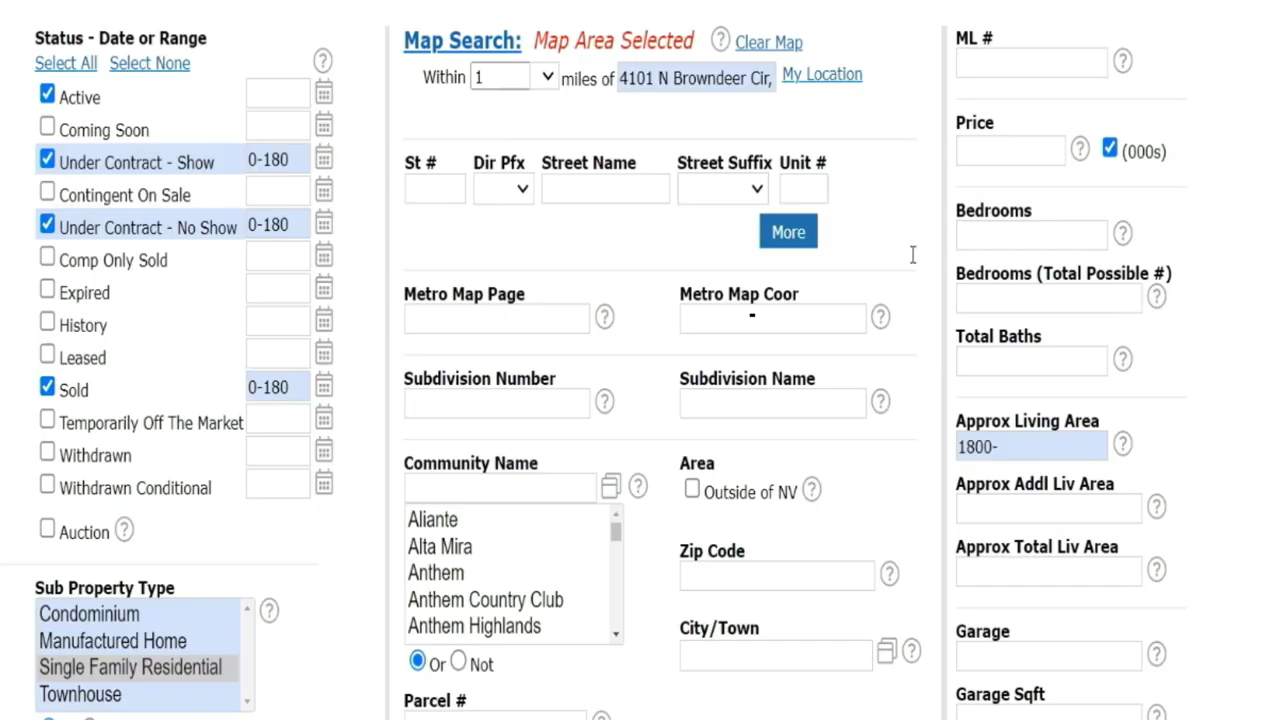 Status - Date or Range
Select All Select None
Active
Coming Soon
Under Contract - Show 0-180
Contingent On Sale
Under Contract - No Show 0-180
Comp Only Sold
Expired
History
Leased
Sold 0-180
Temporarily Off The Market
Withdrawn
Withdrawn Conditional
Auction
Sub Property Type
Condominium
Manufactured Home
Single Family Residential
Townhouse
Map Search: Map Area Selected ? Clear Map
Within 1 miles of 4101 N Browndeer Cir, My Location
St # Dir Pfx Street Name Street Suffix Unit #
More
Metro Map Page Metro Map Coor
-
Subdivision Number Subdivision Name
Community Name
Aliante
Alta Mira
Anthem
Anthem Country Club
Anthem Highlands
Or Not
Parcel #
Area
Outside of NV
Zip Code
City/Town
ML #
Price
(000s)
Bedrooms
Bedrooms (Total Possible #)
Total Baths
Approx Living Area
1800-
Approx Addl Liv Area
Approx Total Liv Area
Garage
Garage Sqft